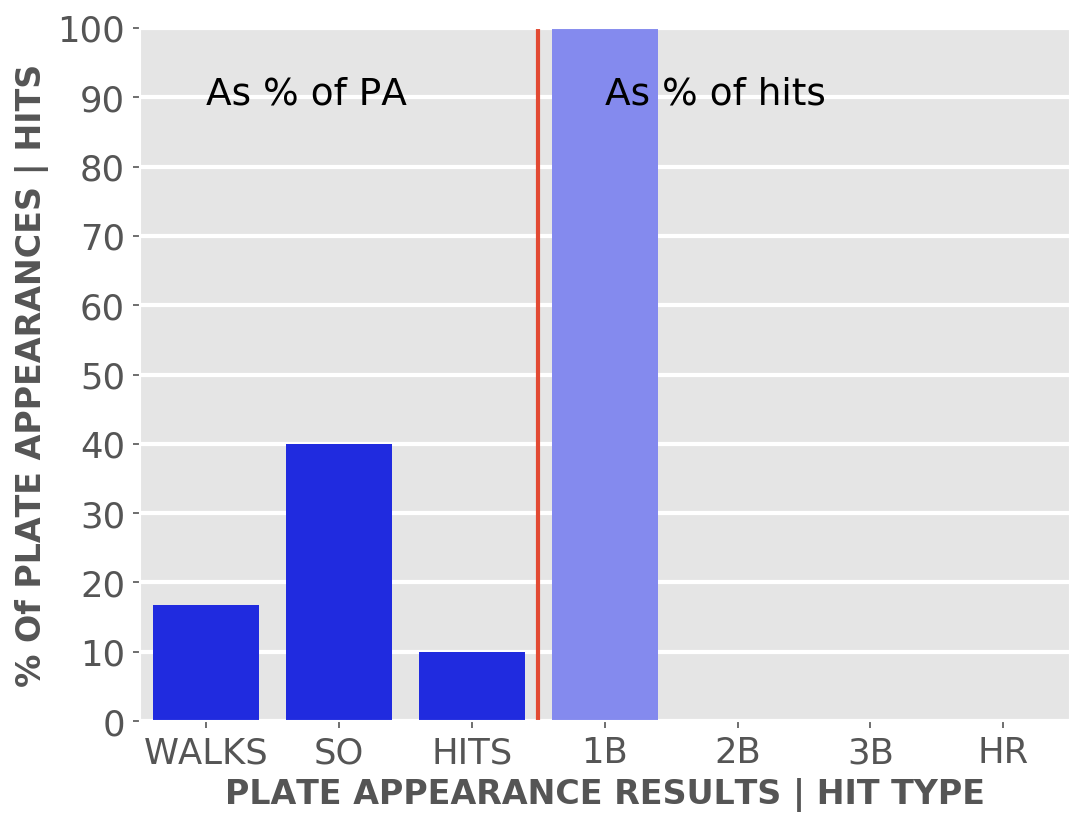 % Of PLATE APPEARANCES | HITS
100
90
80
70
60
50
40
30
20
10
0
As % of PA
As % of hits
WALKS SO HITS 1B 2B 3B HR
PLATE APPEARANCE RESULTS | HIT TYPE